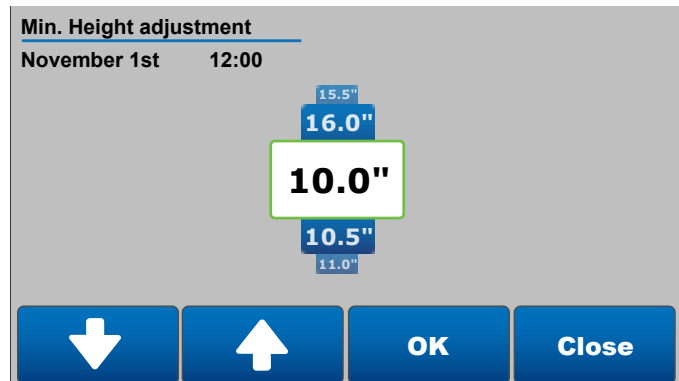 Min. Height adjustment
November 1st 12:00
15.5"
16.0"
10.0"
10.5"
11.0"
OK Close